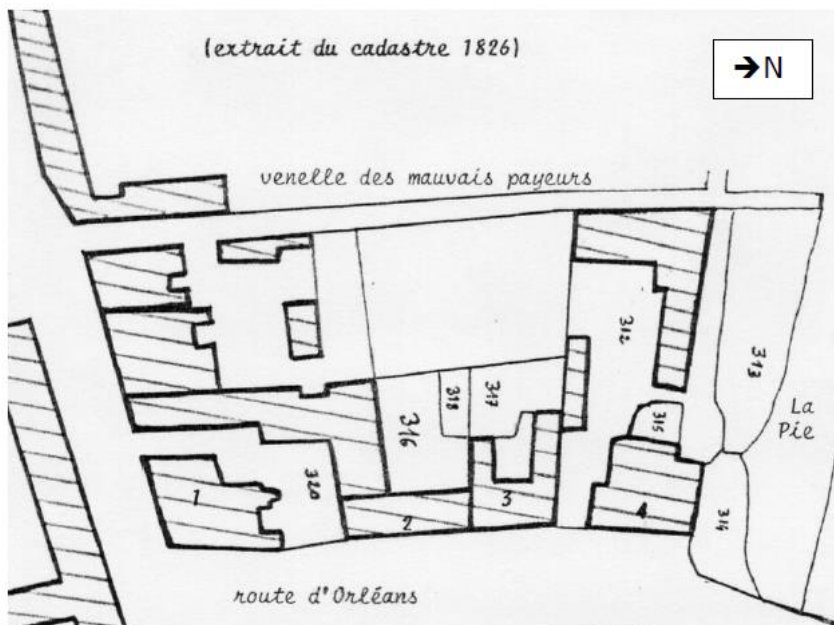 (extrait du cadastre 1826)
➔N
venelle des mauvais payeurs
312
313
La
Pie
318
317
316
315
320
1
2
3
4
314
route d'Orléans